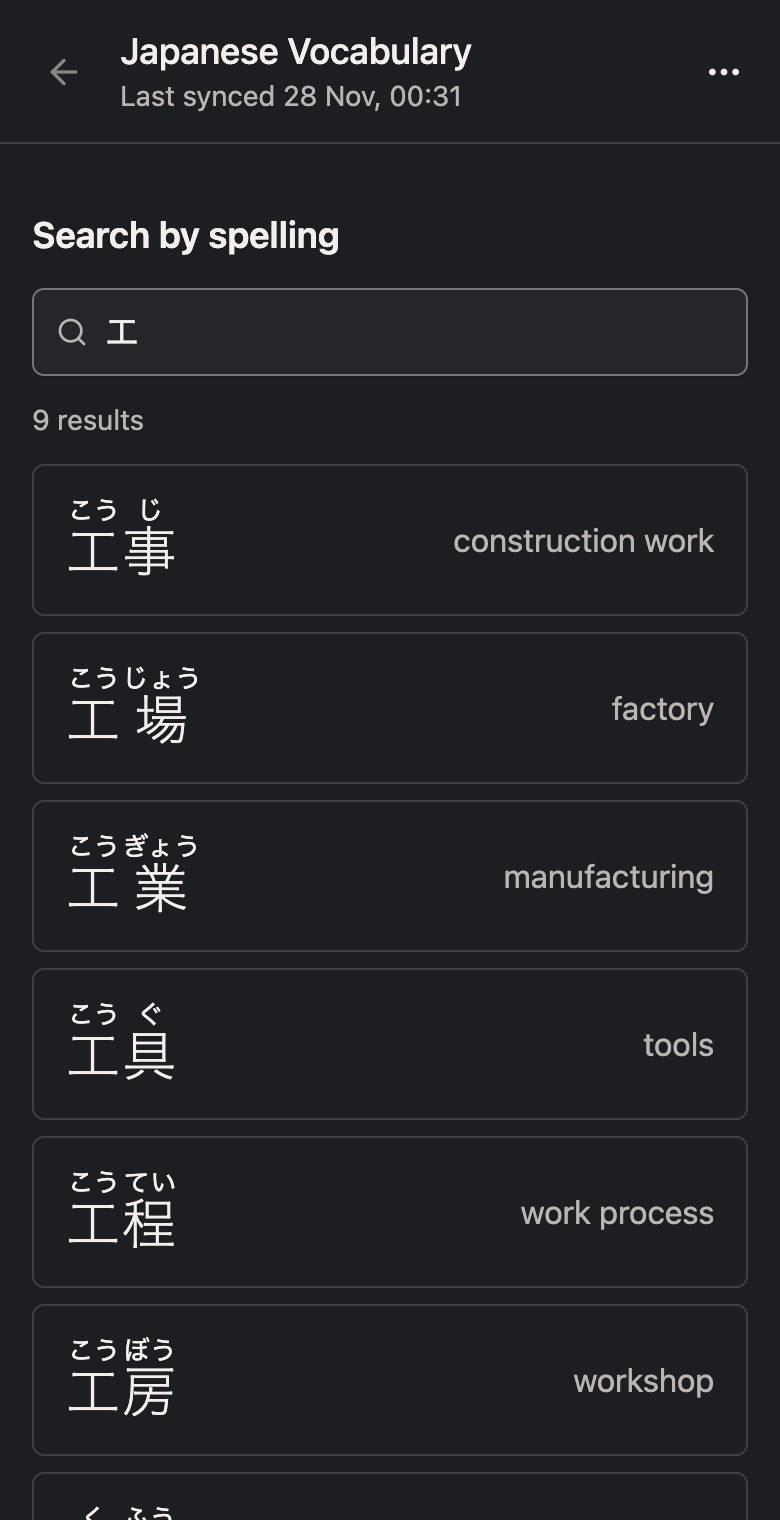 Japanese Vocabulary
Last synced 28 Nov, 00:31
Search by spelling
工
9 results
こうじ
工事
construction work
こうじょう
工場
factory
こうぎょう
工業
manufacturing
こうぐ
工具
tools
こうてい
工程
work process
こうぼう
工房
workshop
くふう